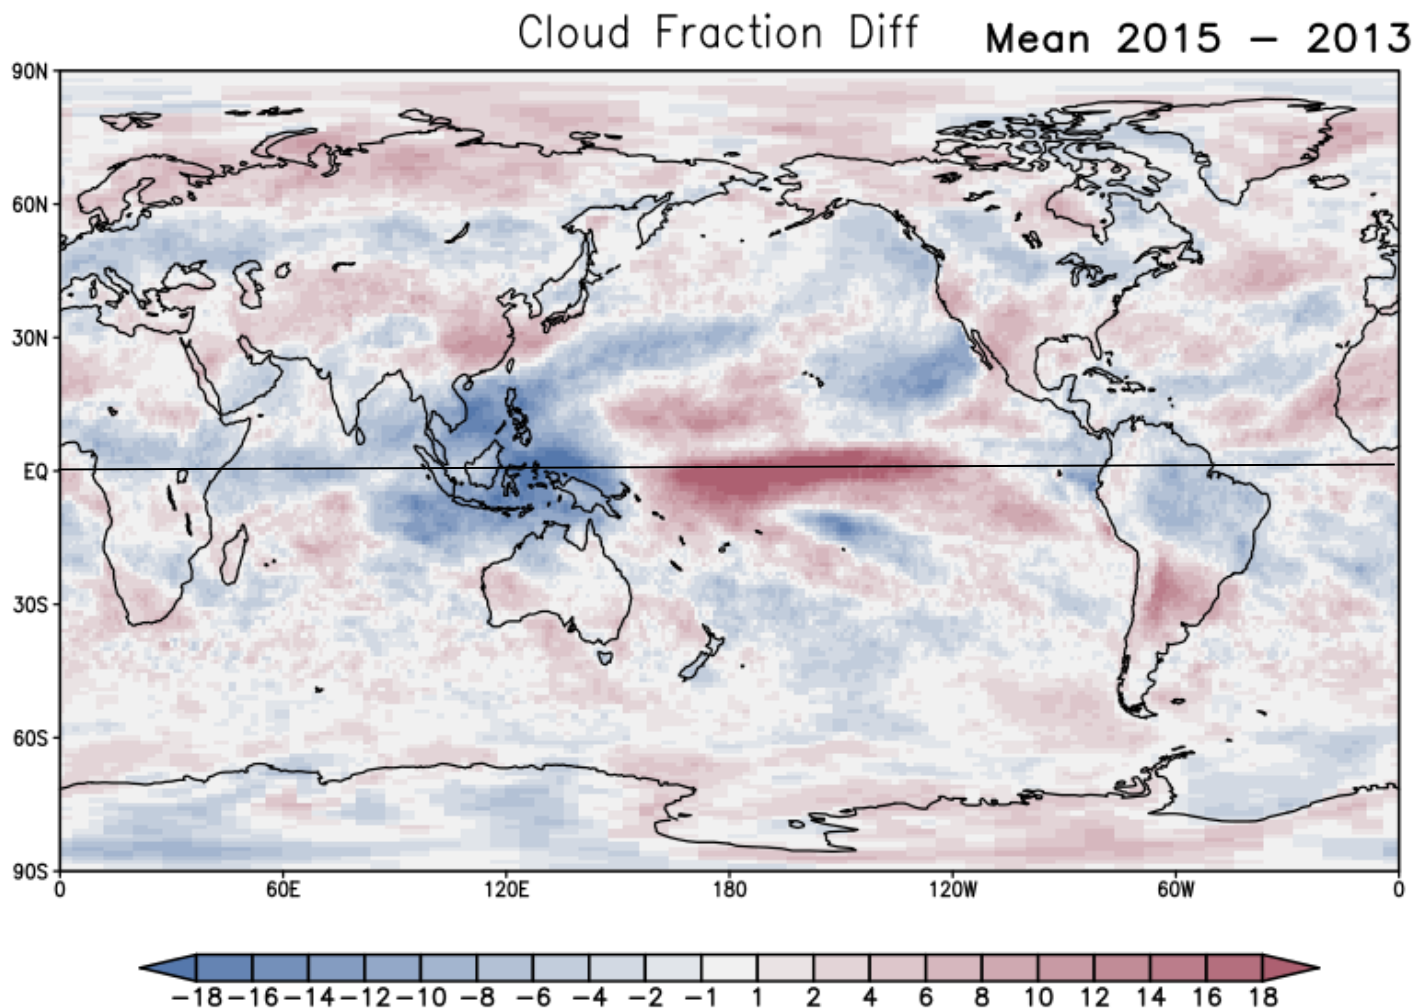 Cloud Fraction Diff Mean 2015 − 2013
90N
60N
30N
EQ
30S
60S
90S
0 60E 120E 180 120W 60W 0
−18 −16 −14 −12 −10 −8 −6 −4 −2 −1 1 2 4 6 8 10 12 14 16 18